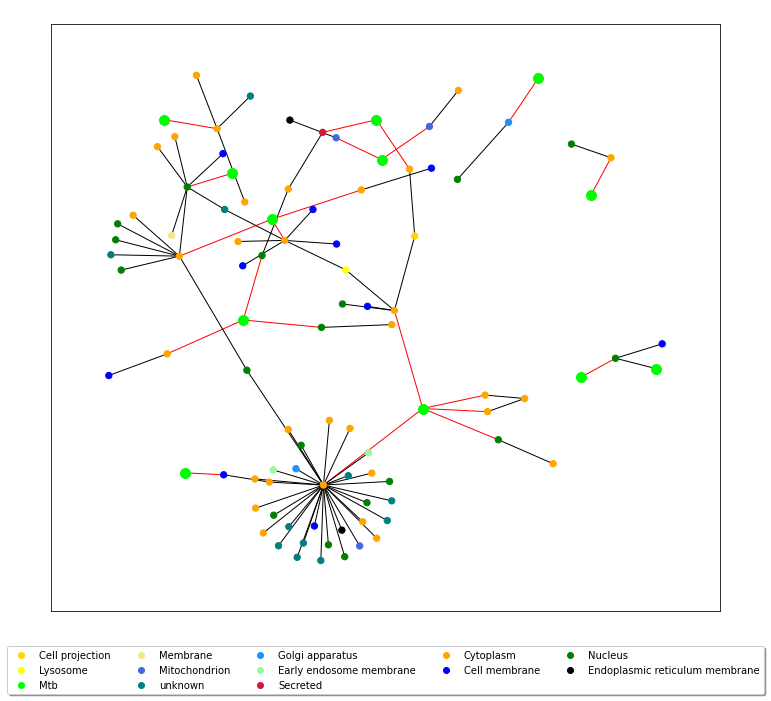 Cell projection
Lysosome
Mtb
Membrane
Mitochondrion
unknown
Golgi apparatus
Early endosome membrane
Secreted
Cytoplasm
Cell membrane
Nucleus
Endoplasmic reticulum membrane